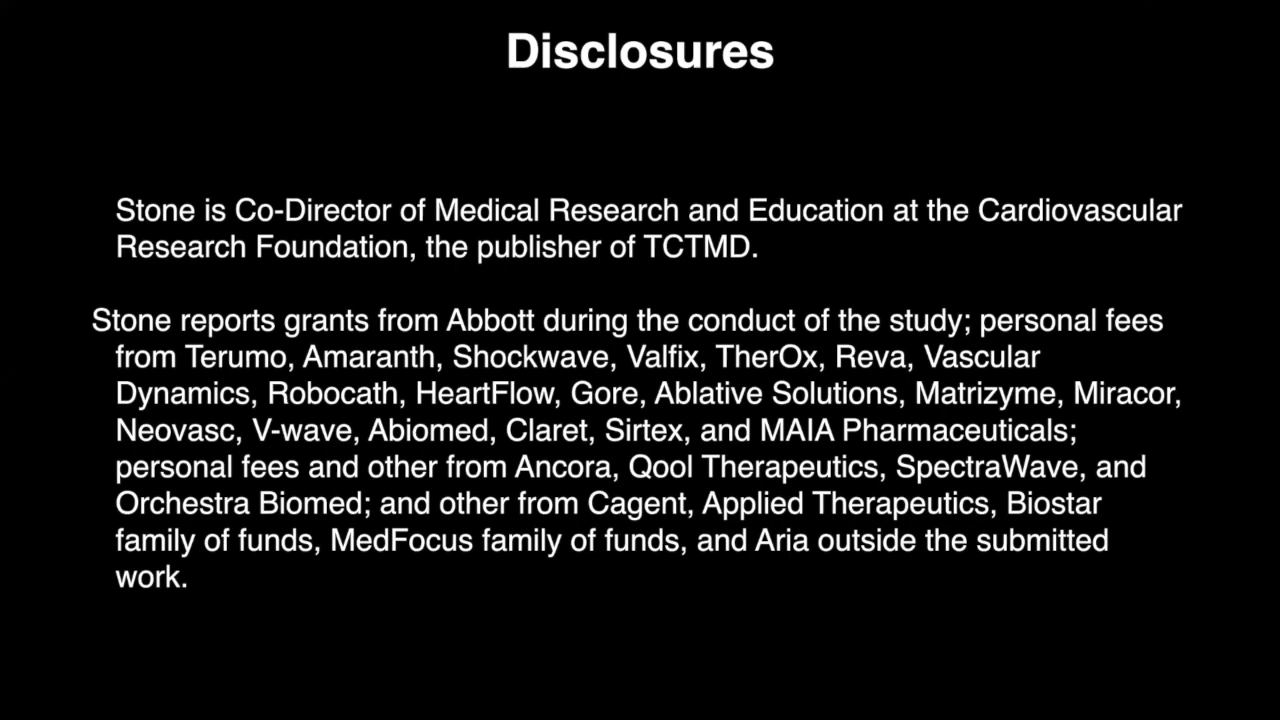 Disclosures
Stone is Co-Director of Medical Research and Education at the Cardiovascular
Research Foundation, the publisher of TCTMD.
Stone reports grants from Abbott during the conduct of the study; personal fees
from Terumo, Amaranth, Shockwave, Valfix, TherOx, Reva, Vascular
Dynamics, Robocath, HeartFlow, Gore, Ablative Solutions, Matrizyme, Miracor,
Neovasc, V-wave, Abiomed, Claret, Sirtex, and MAIA Pharmaceuticals;
personal fees and other from Ancora, Qool Therapeutics, SpectraWave, and
Orchestra Biomed; and other from Cagent, Applied Therapeutics, Biostar
family of funds, MedFocus family of funds, and Aria outside the submitted
work.